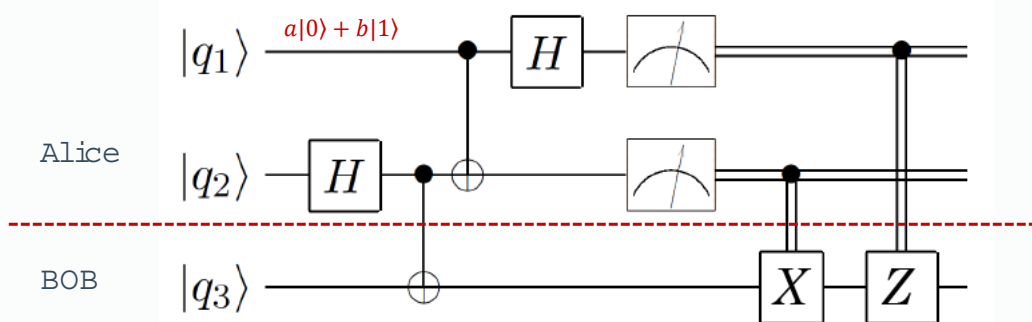 |q₁⟩ a|0⟩ + b|1⟩ H
Alice |q₂⟩ H
BOB |q₃⟩ X Z